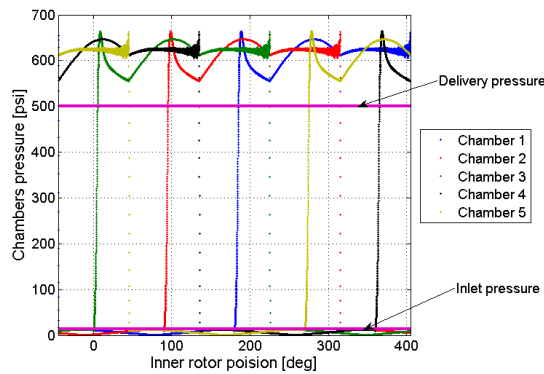 700
600
500
400
300
200
100
0
Chambers pressure [psi]
0
100
200
300
400
Inner rotor poision [deg]
Delivery pressure
Chamber 1
Chamber 2
Chamber 3
Chamber 4
Chamber 5
Inlet pressure